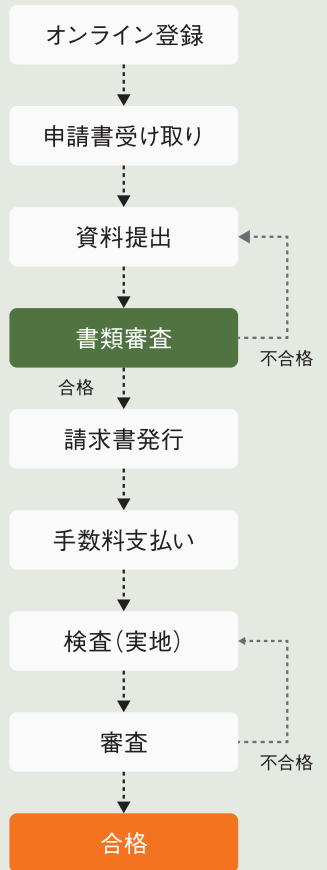 オンライン登録
申請書受け取り
資料提出
書類審査
不合格
合格
請求書発行
手数料支払い
検査（実地）
審査
不合格
合格